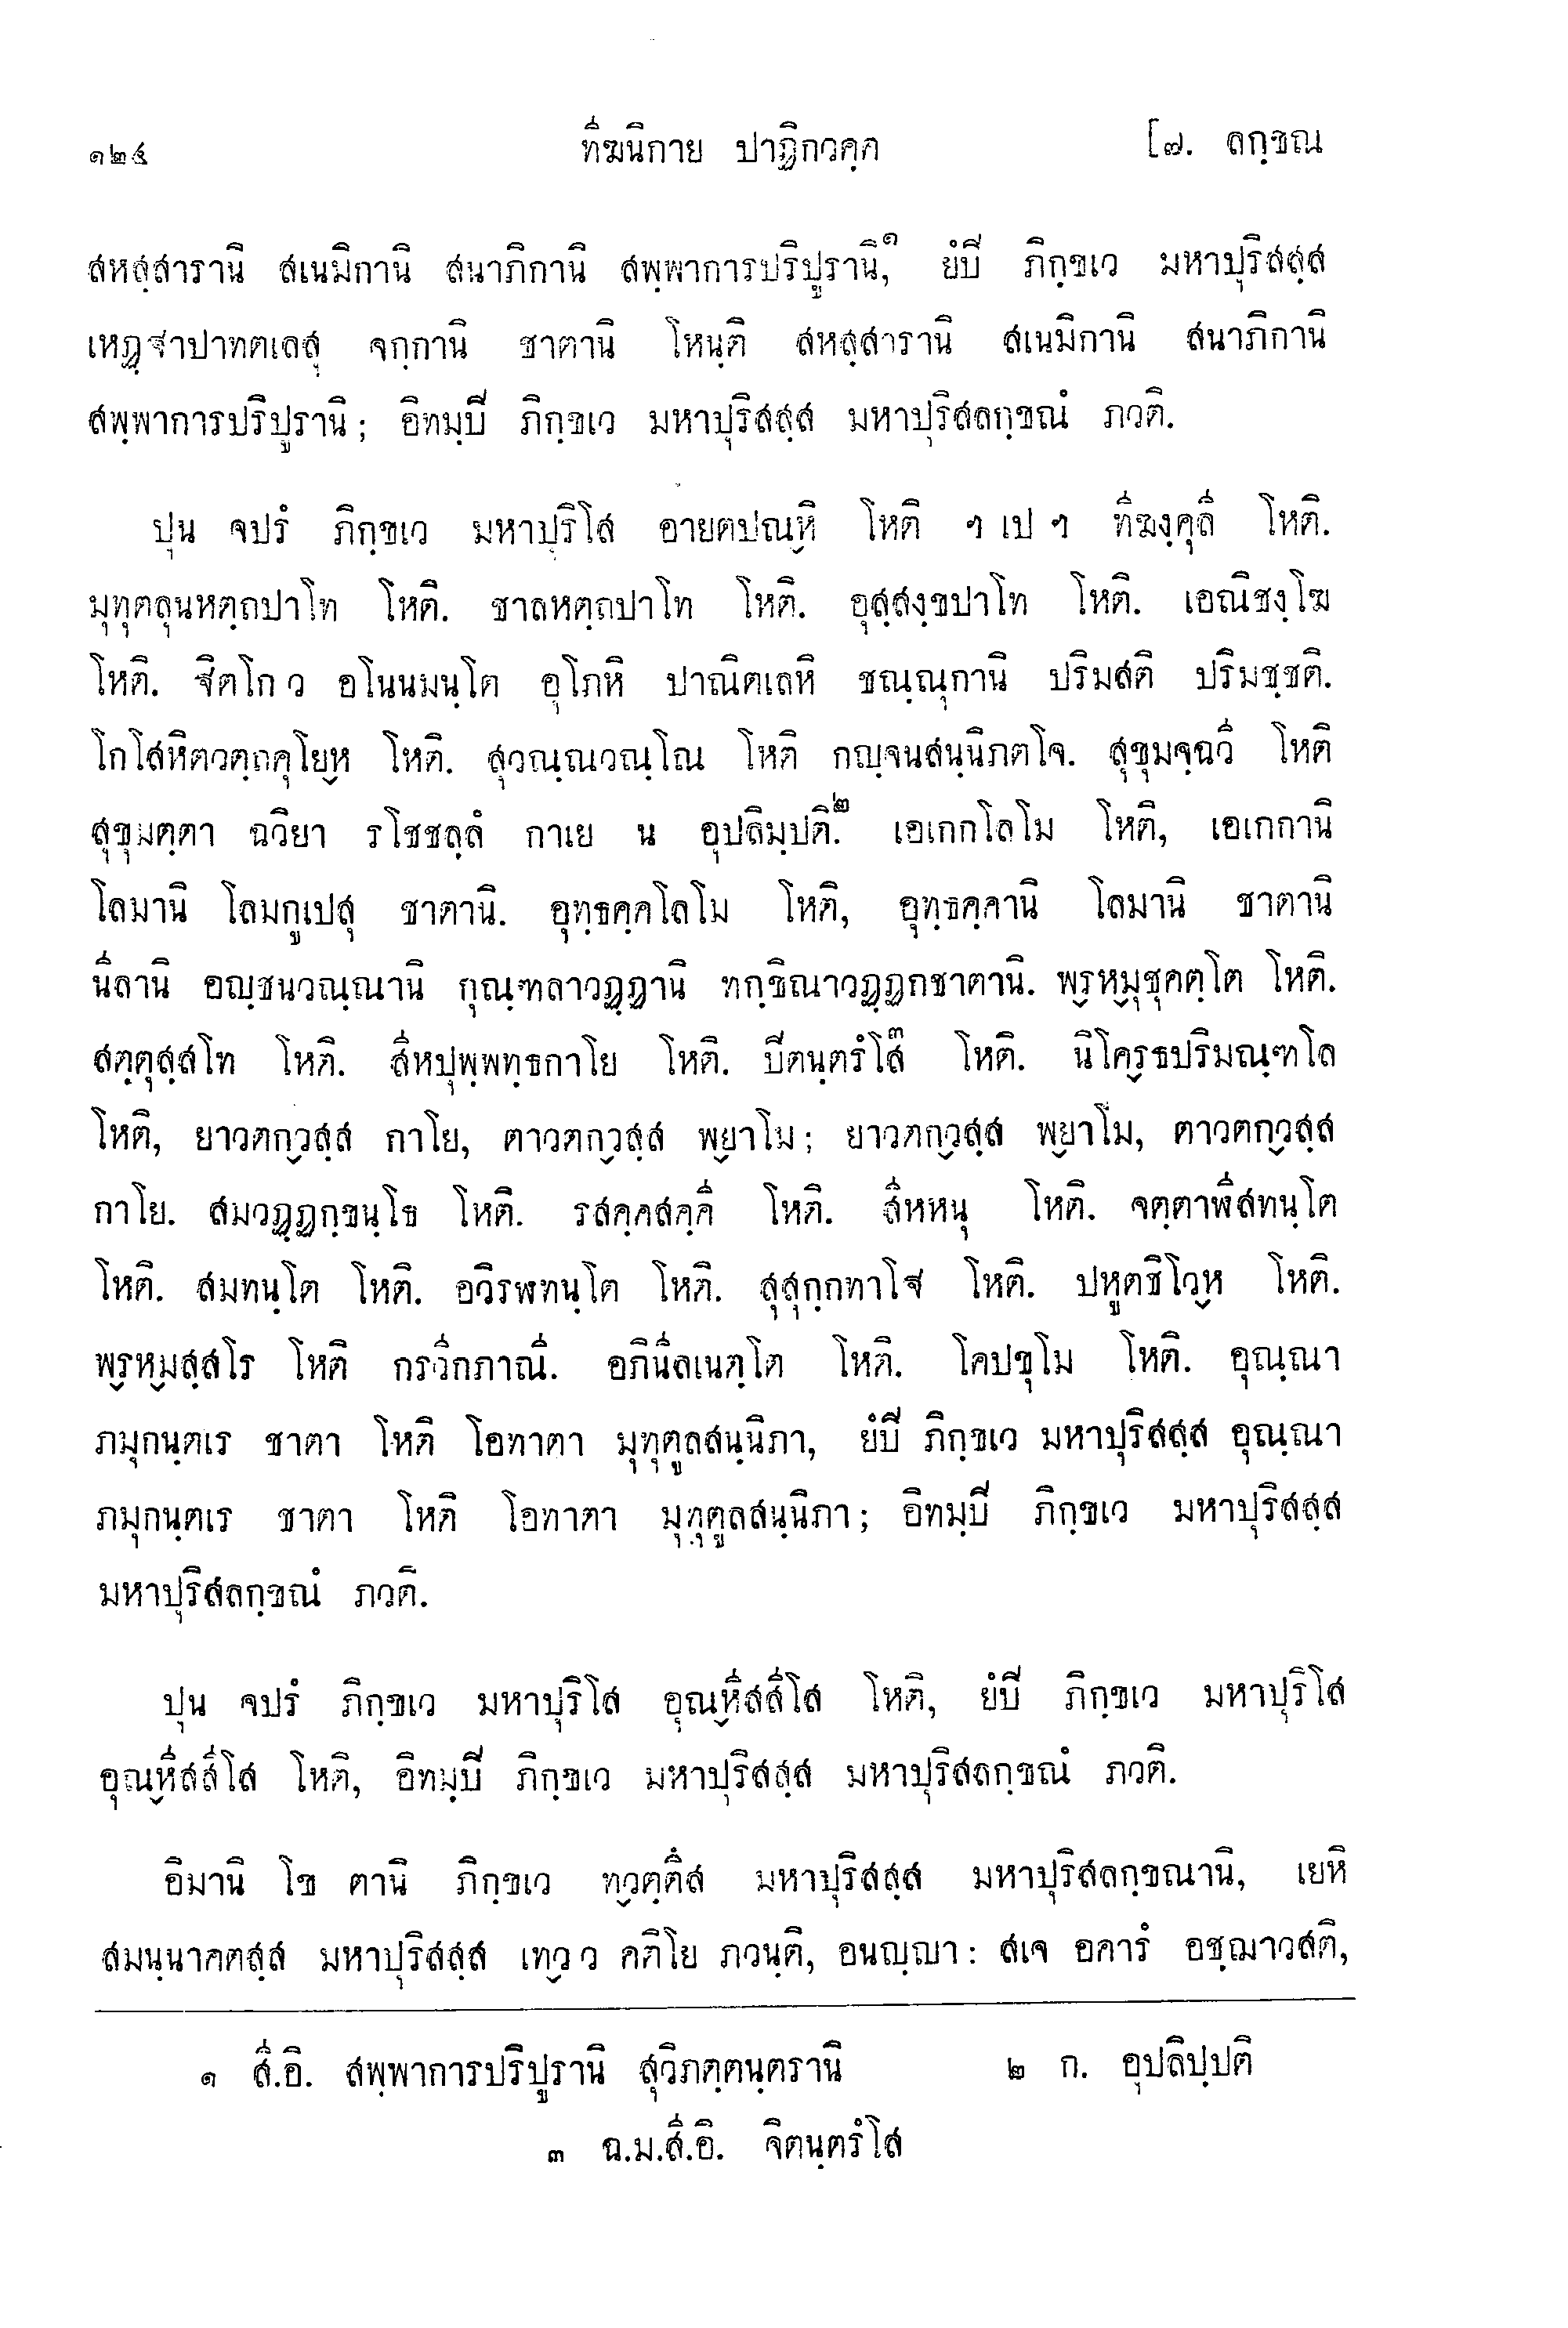 ๑๒๔ ทีฆนิกาย ปาฏิกวคฺค [๗. ลกฺขณ
สหสฺสารานิ สเนมิกานิ สนาภิกานิ สพฺพาการปริปูรานิ,๑ ยํปิ ภิกฺขเว มหาปุริสสฺส
เหฏฺฐาปาทตเลสุ จกฺกานิ ชาตานิ โหนฺติ สหสฺสารานิ สเนมิกานิ สนาภิกานิ
สพฺพาการปริปูรานิ; อิทมฺปิ ภิกฺขเว มหาปุริสสฺส มหาปุริสลกฺขณํ ภวติ.
ปุน จปรํ ภิกฺขเว มหาปุริโส อายตปณฺหิ โหติ ฯ เป ฯ ทีฆงฺคุลี โหติ.
มุทุตลุนหตฺถปาโท โหติ. ชาลหตฺถปาโท โหติ. อุสฺสงฺขปาโท โหติ. เอณิชงฺโฆ
โหติ. ฐิตโก ว อโนนมนฺโต อุโภหิ ปาณิตเลหิ ชณฺณุกานิ ปริมสติ ปริมชฺชติ.
โกโสหิตวตฺถคุโยฺห โหติ. สุวณฺณวณฺโณ โหติ กญฺจนสนฺนิภตโจ. สุขุมจฺฉวี โหติ
สุขุมตฺตา ฉวิยา รโชชลฺลํ กาเย น อุปลิมฺปติ.๒ เอเกกโลโม โหติ, เอเกกานิ
โลมานิ โลมกูเปสุ ชาตานิ. อุทฺธคฺคโลโม โหติ, อุทฺธคฺคานิ โลมานิ ชาตานิ
นีลานิ อญฺชนวณฺณานิ กุณฺฑลาวฏฺฏานิ ทกฺขิณาวฏฺฏกชาตานิ. พฺรหฺมุชุคตฺโต โหติ.
สตฺตุสฺสโท โหติ. สีหปุพฺพทฺธกาโย โหติ. ปีตนฺตรํโส๓ โหติ. นิโคฺรธปริมณฺฑโล
โหติ, ยาวตกฺวสฺส กาโย, ตาวตกฺวสฺส พฺยาโม; ยาวตกฺวสฺส พฺยาโม, ตาวตกฺวสฺส
กาโย. สมวฏฺฏกฺขนฺโธ โหติ. รสคฺคสคฺคี โหติ. สีหหนุ โหติ. จตฺตาฬีสทนฺโต
โหติ. สมทนฺโต โหติ. อวิรฬทนฺโต โหติ. สุสุกฺกทาโฐ โหติ. ปหูตชิโวฺห โหติ.
พฺรหฺมสฺสโร โหติ กรวีกภาณี. อภินีลเนตฺโต โหติ. โคปขุโม โหติ. อุณฺณา
ภมุกนฺตเร ชาตา โหติ โอทาตา มุทุตูลสนฺนิภา, ยํปิ ภิกฺขเว มหาปุริสสฺส อุณฺณา
ภมุกนฺตเร ชาตา โหติ โอทาตา มุทุตูลสนฺนิภา; อิทมฺปิ ภิกฺขเว มหาปุริสสฺส
มหาปุริสลกฺขณํ ภวติ.
ปุน จปรํ ภิกฺขเว มหาปุริโส อุณฺหีสสีโส โหติ, ยํปิ ภิกฺขเว มหาปุริโส
อุณฺหีสสีโส โหติ, อิทมฺปิ ภิกฺขเว มหาปุริสสฺส มหาปุริสลกฺขณํ ภวติ.
อิมานิ โข ตานิ ภิกฺขเว ทฺวตฺตึส มหาปุริสสฺส มหาปุริสลกฺขณานิ, เยหิ
สมนฺนาคตสฺส มหาปุริสสฺส เทฺว ว คติโย ภวนฺติ, อนญฺญา: สเจ อคารํ อชฺฌาวสติ,
๑ สี.อิ. สพฺพาการปริปูรานิ สุวิภตฺตนฺตรานิ ๒ ก. อุปลิปฺปติ
๓ ฉ.ม.สี.อิ. จิตนฺตรํโส